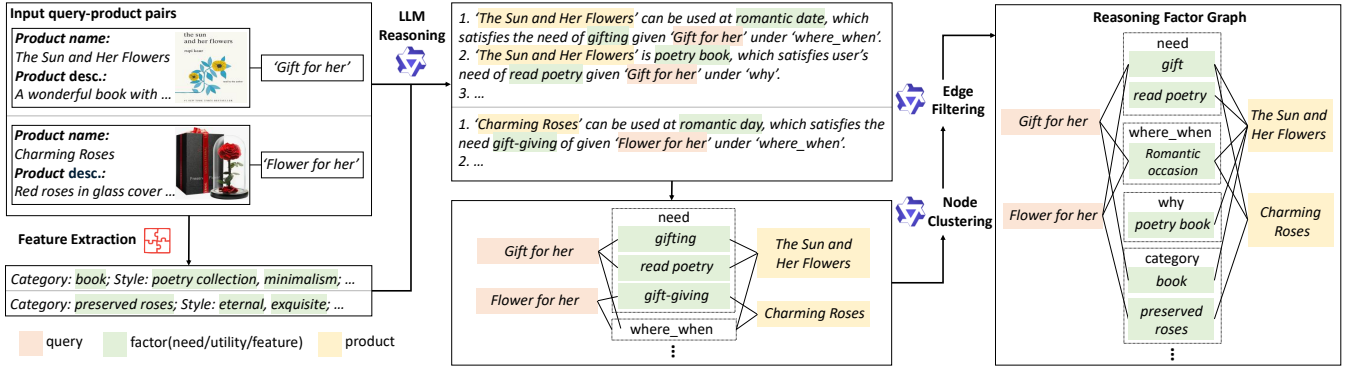 Input query-product pairs
Product name:
The Sun and Her Flowers
Product desc.:
A wonderful book with ...
the sun
and her flowers
rupi kaur
'Gift for her'
Product name:
Charming Roses
Product desc.:
Red roses in glass cover ...
'Flower for her'
Feature Extraction
Category: book; Style: poetry collection, minimalism; ...
Category: preserved roses; Style: eternal, exquisite; ...
query
factor(need/utility/feature)
product
LLM
Reasoning
1. 'The Sun and Her Flowers' can be used at romantic date, which
satisfies the need of gifting given 'Gift for her' under 'where_when'.
2. 'The Sun and Her Flowers' is poetry book, which satisfies user's
need of read poetry given 'Gift for her' under 'why'.
3. ...
1. 'Charming Roses' can be used at romantic day, which satisfies the
need gift-giving of given 'Flower for her' under 'where_when'.
2. ...
need
gifting
read poetry
gift-giving
where_when
Gift for her
Flower for her
The Sun and
Her Flowers
Charming Roses
Node
Clustering
Edge
Filtering
Reasoning Factor Graph
need
gift
read poetry
where_when
Romantic
occasion
why
poetry book
category
book
preserved
roses
Gift for her
Flower for her
The Sun and
Her Flowers
Charming
Roses